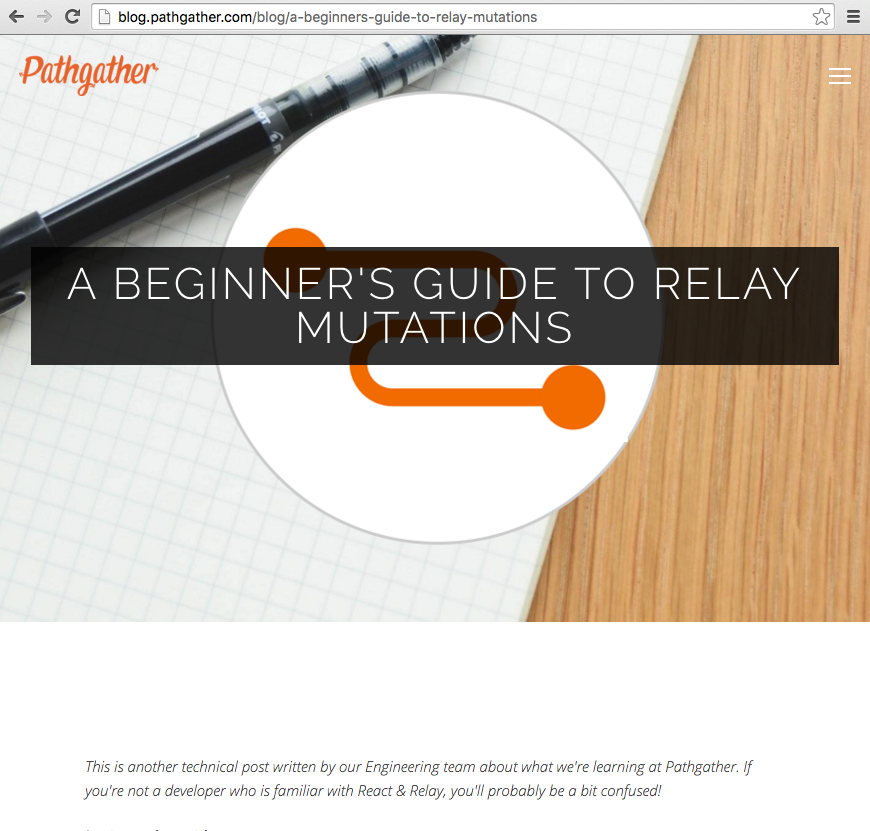 blog.pathgather.com/blog/a-beginners-guide-to-relay-mutations
Pathgather
A BEGINNER'S GUIDE TO RELAY
MUTATIONS
This is another technical post written by our Engineering team about what we're learning at Pathgather. If
you're not a developer who is familiar with React & Relay, you'll probably be a bit confused!